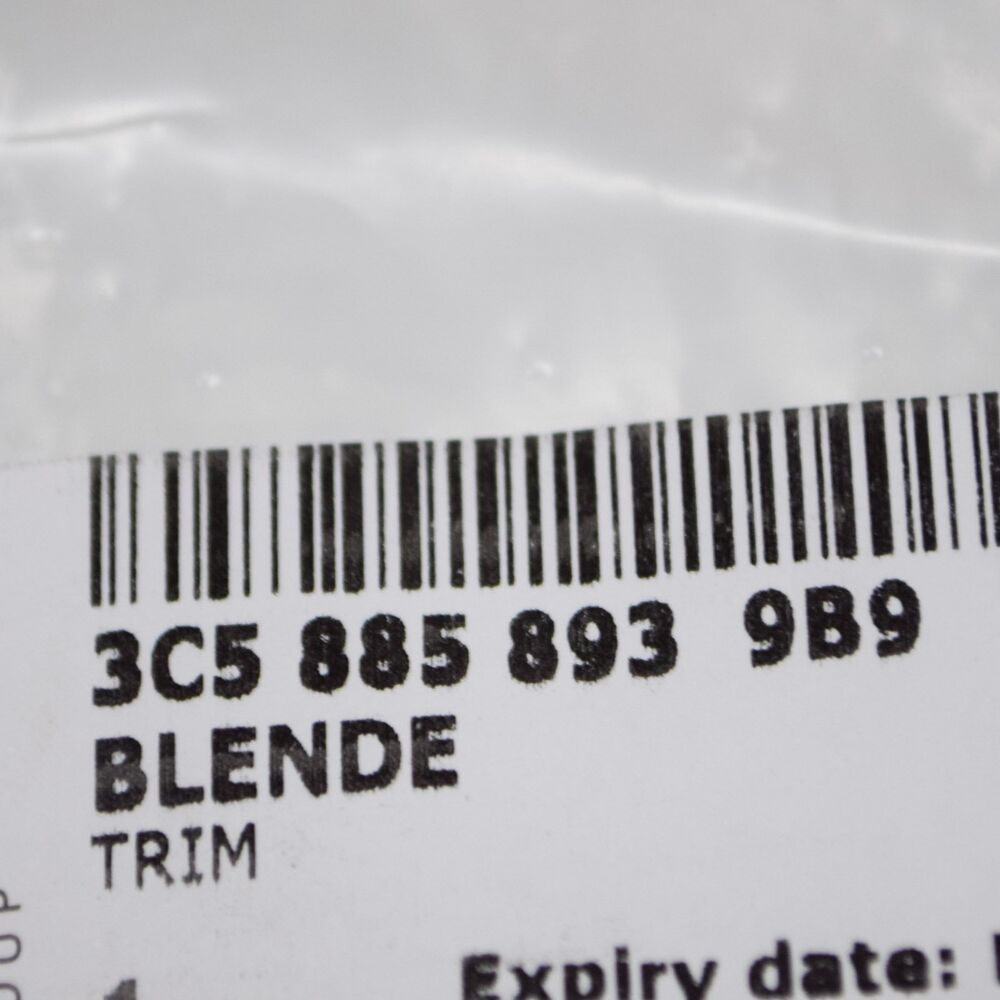 3C5 885 893 9B9
BLENDE
TRIM
Expiry date: